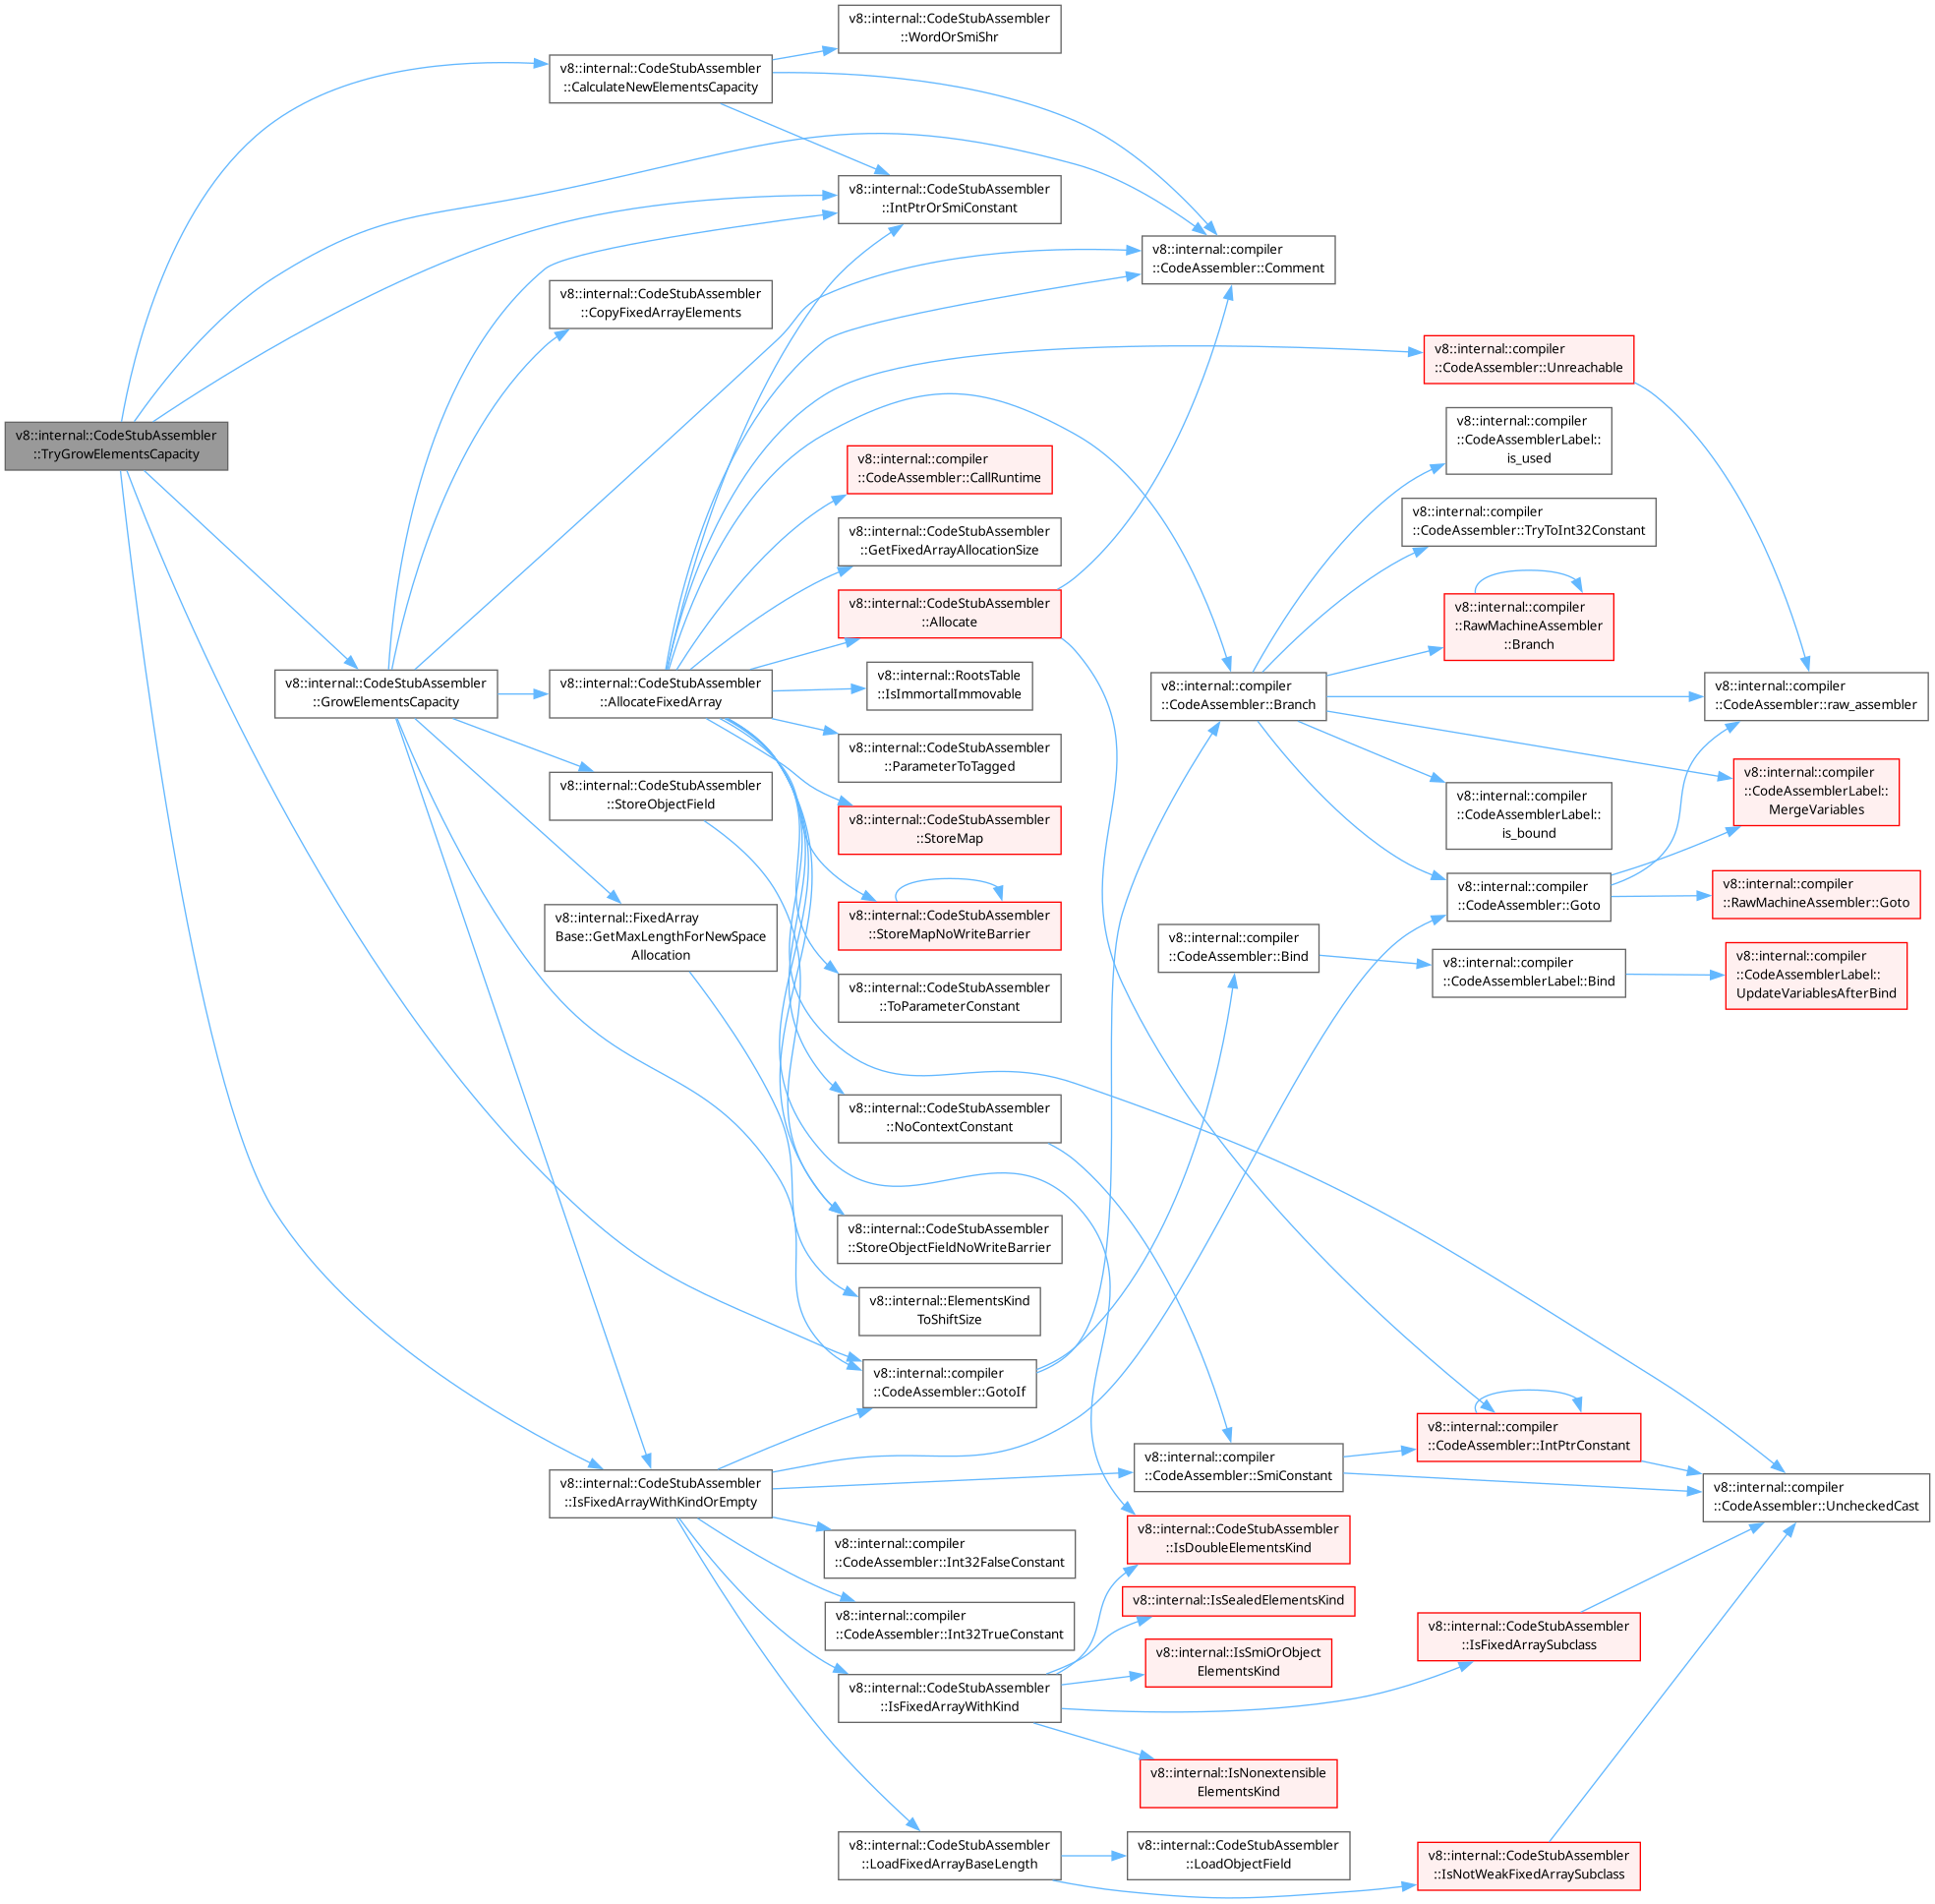 v8::internal::CodeStubAssembler
::TryGrowElementsCapacity
v8::internal::CodeStubAssembler
::CalculateNewElementsCapacity
v8::internal::CodeStubAssembler
::GrowElementsCapacity
v8::internal::CodeStubAssembler
::CopyFixedArrayElements
v8::internal::CodeStubAssembler
::AllocateFixedArray
v8::internal::CodeStubAssembler
::StoreObjectField
v8::internal::FixedArray
Base::GetMaxLengthForNewSpace
Allocation
v8::internal::CodeStubAssembler
::IsFixedArrayWithKindOrEmpty
v8::internal::CodeStubAssembler
::WordOrSmiShr
v8::internal::CodeStubAssembler
::IntPtrOrSmiConstant
v8::internal::compiler
::CodeAssembler::CallRuntime
v8::internal::CodeStubAssembler
::GetFixedArrayAllocationSize
v8::internal::CodeStubAssembler
::Allocate
v8::internal::RootsTable
::IsImmortalImmovable
v8::internal::CodeStubAssembler
::ParameterToTagged
v8::internal::CodeStubAssembler
::StoreMap
v8::internal::CodeStubAssembler
::StoreMapNoWriteBarrier
v8::internal::CodeStubAssembler
::ToParameterConstant
v8::internal::CodeStubAssembler
::NoContextConstant
v8::internal::CodeStubAssembler
::StoreObjectFieldNoWriteBarrier
v8::internal::ElementsKind
ToShiftSize
v8::internal::compiler
::CodeAssembler::GotoIf
v8::internal::compiler
::CodeAssembler::Int32FalseConstant
v8::internal::compiler
::CodeAssembler::Int32TrueConstant
v8::internal::CodeStubAssembler
::IsFixedArrayWithKind
v8::internal::CodeStubAssembler
::LoadFixedArrayBaseLength
v8::internal::compiler
::CodeAssembler::Comment
v8::internal::compiler
::CodeAssembler::Branch
v8::internal::compiler
::CodeAssembler::Bind
v8::internal::compiler
::CodeAssembler::SmiConstant
v8::internal::CodeStubAssembler
::IsDoubleElementsKind
v8::internal::IsSealedElementsKind
v8::internal::IsSmiOrObject
ElementsKind
v8::internal::IsNonextensible
ElementsKind
v8::internal::CodeStubAssembler
::LoadObjectField
v8::internal::compiler
::CodeAssembler::Unreachable
v8::internal::compiler
::CodeAssemblerLabel::
is_used
v8::internal::compiler
::CodeAssembler::TryToInt32Constant
v8::internal::compiler
::RawMachineAssembler
::Branch
v8::internal::compiler
::CodeAssemblerLabel::
is_bound
v8::internal::compiler
::CodeAssembler::Goto
v8::internal::compiler
::CodeAssemblerLabel::Bind
v8::internal::compiler
::CodeAssembler::IntPtrConstant
v8::internal::CodeStubAssembler
::IsFixedArraySubclass
v8::internal::CodeStubAssembler
::IsNotWeakFixedArraySubclass
v8::internal::compiler
::CodeAssembler::raw_assembler
v8::internal::compiler
::CodeAssemblerLabel::
MergeVariables
v8::internal::compiler
::RawMachineAssembler::Goto
v8::internal::compiler
::CodeAssemblerLabel::
UpdateVariablesAfterBind
v8::internal::compiler
::CodeAssembler::UncheckedCast